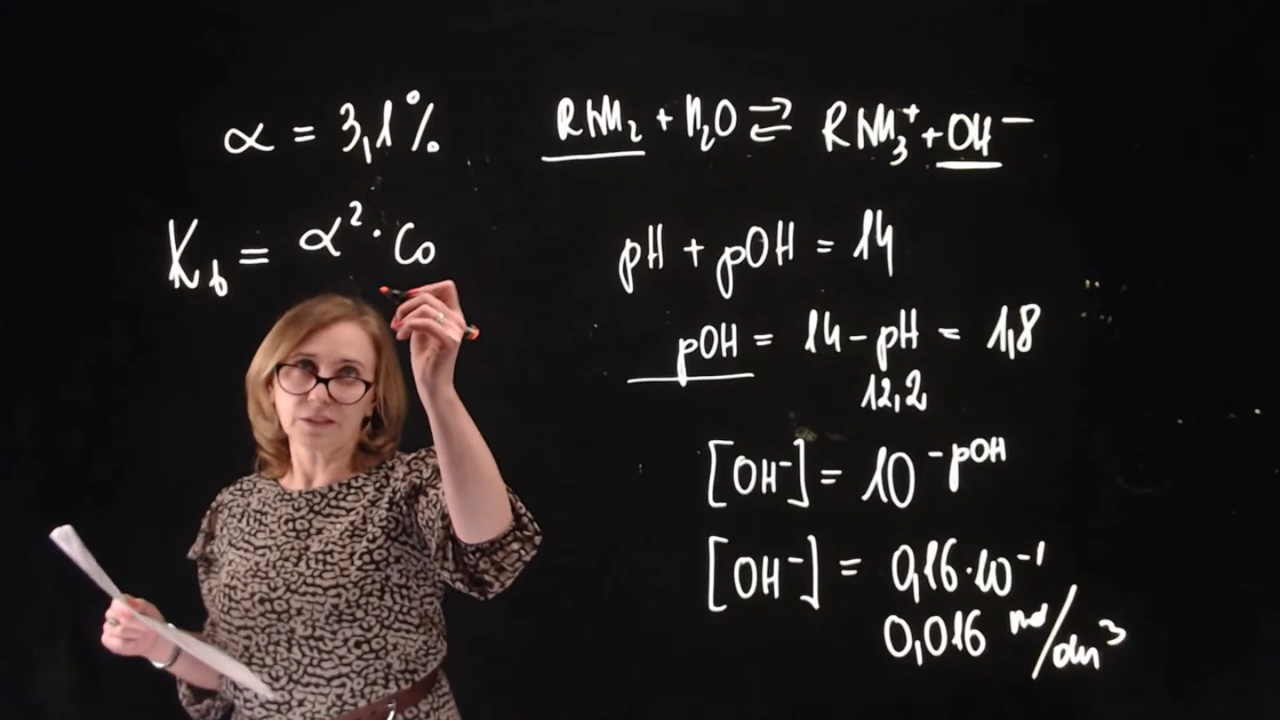 α = 3,1%
K_b = α² · C₀
RNH₂ + H₂O ⇄ RNH₃⁺ + OH⁻
pH + pOH = 14
pOH = 14 - pH = 1,8
12,2
[OH⁻] = 10^-pOH
[OH⁻] = 0,16·10⁻¹
0,016 mol/dm³